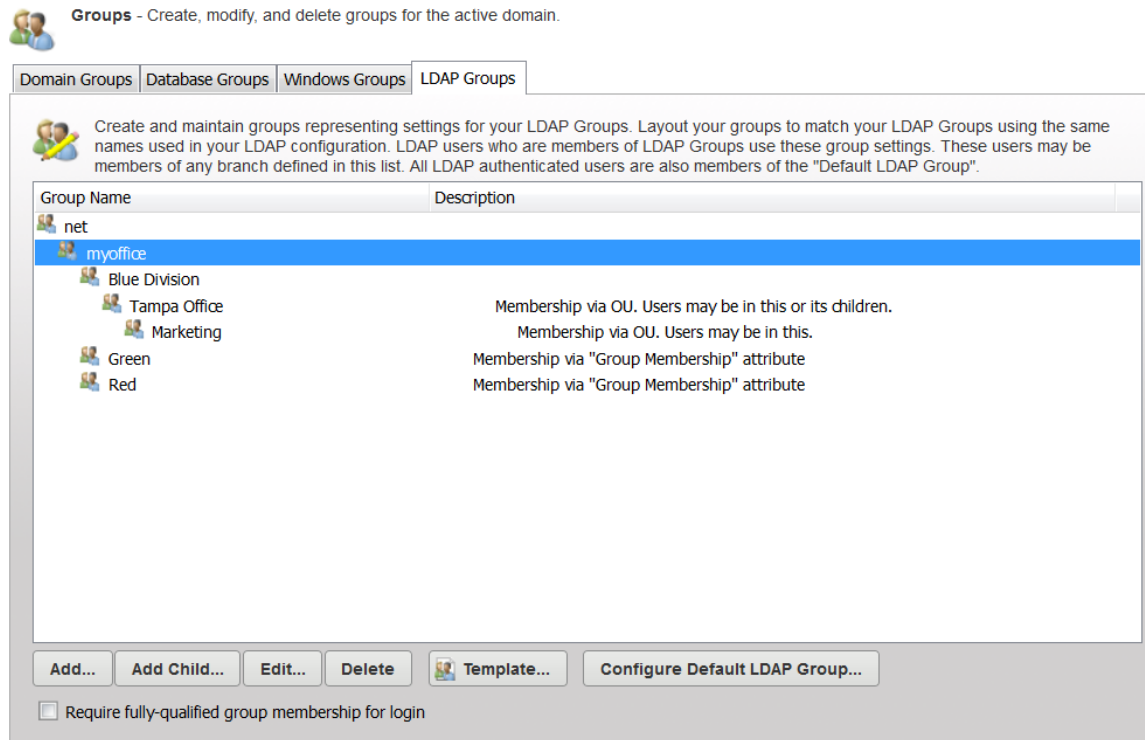 Groups - Create, modify, and delete groups for the active domain.
Domain Groups Database Groups Windows Groups LDAP Groups
Create and maintain groups representing settings for your LDAP Groups. Layout your groups to match your LDAP Groups using the same
names used in your LDAP configuration. LDAP users who are members of LDAP Groups use these group settings. These users may be
members of any branch defined in this list. All LDAP authenticated users are also members of the "Default LDAP Group".
Group Name Description
net
myoffice
Blue Division
Tampa Office Membership via OU. Users may be in this or its children.
Marketing Membership via OU. Users may be in this.
Green Membership via "Group Membership" attribute
Red Membership via "Group Membership" attribute
Add... Add Child... Edit... Delete Template... Configure Default LDAP Group...
Require fully-qualified group membership for login